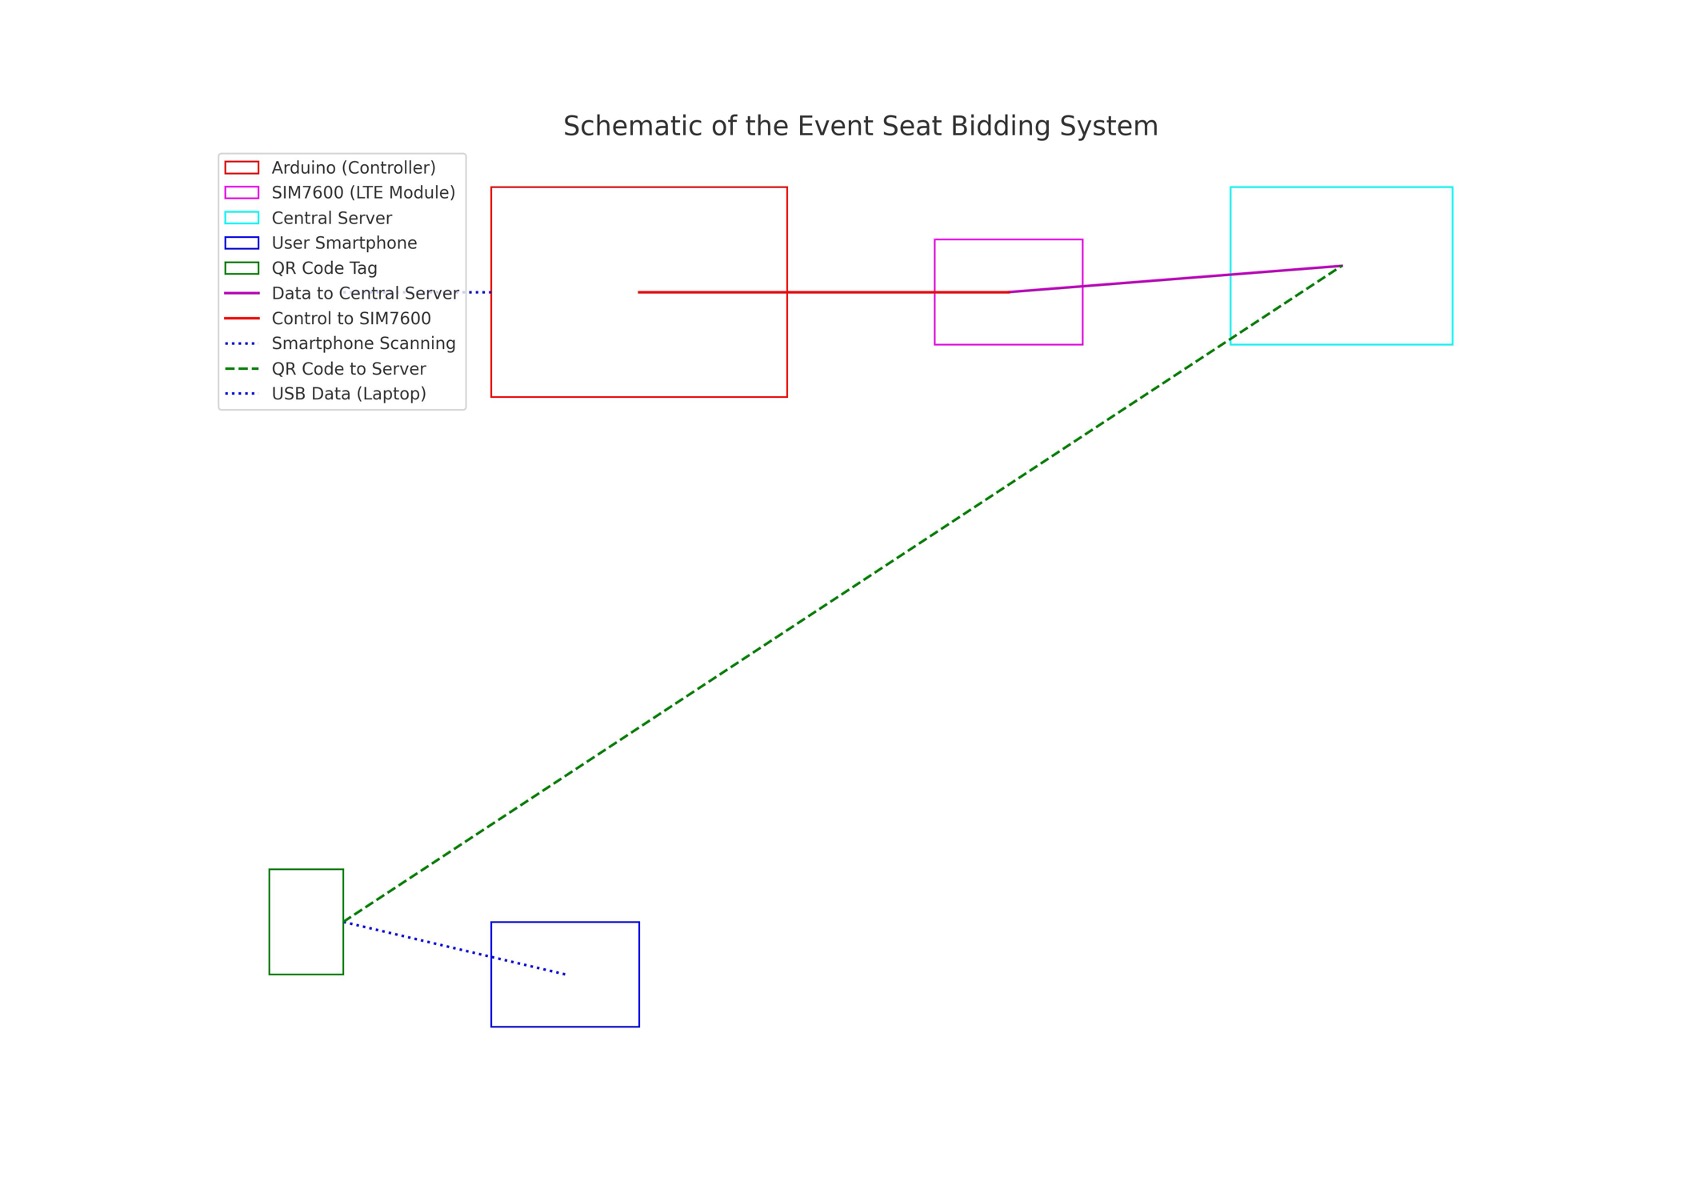 Schematic of the Event Seat Bidding System
Arduino (Controller)
SIM7600 (LTE Module)
Central Server
User Smartphone
QR Code Tag
Data to Central Server
Control to SIM7600
Smartphone Scanning
QR Code to Server
USB Data (Laptop)